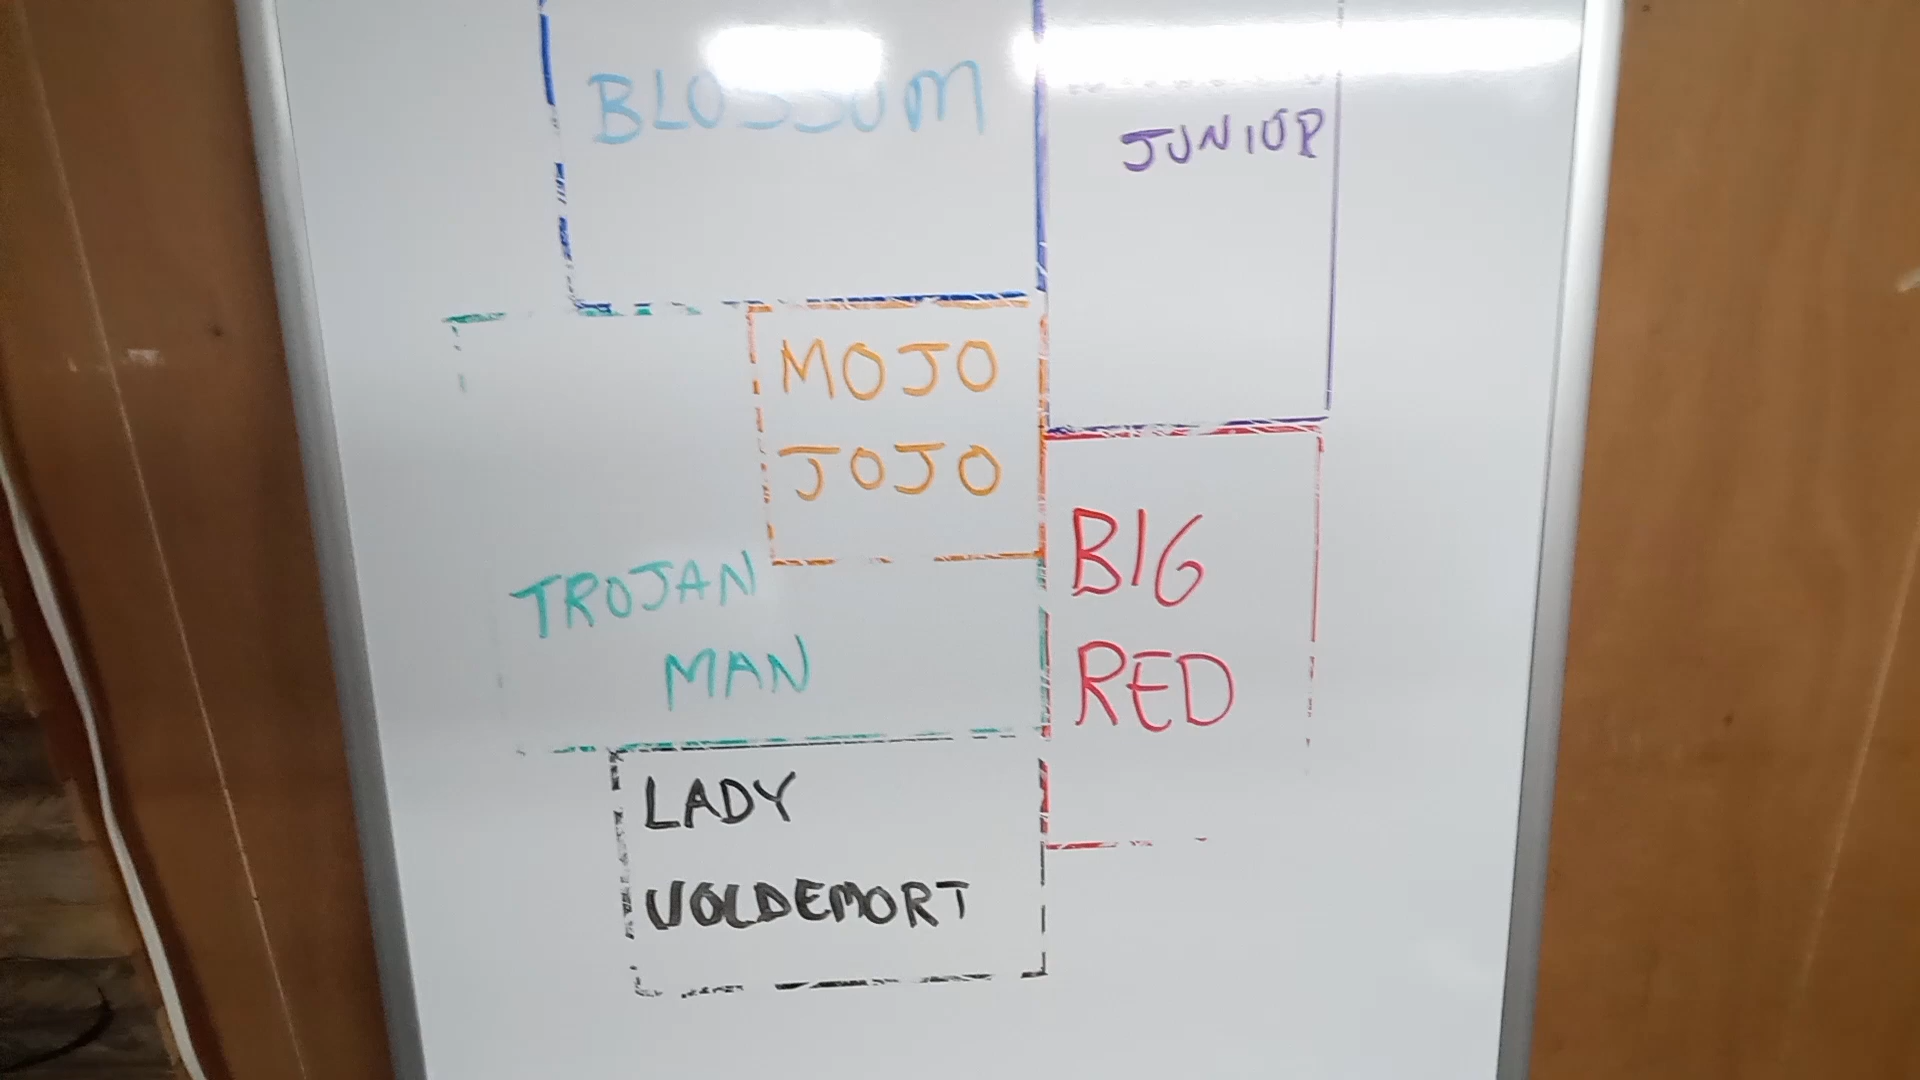 BLOSSOM
JUNIOR
MOJO
JOJO
TROJAN
MAN
BIG
RED
LADY
VOLDEMORT